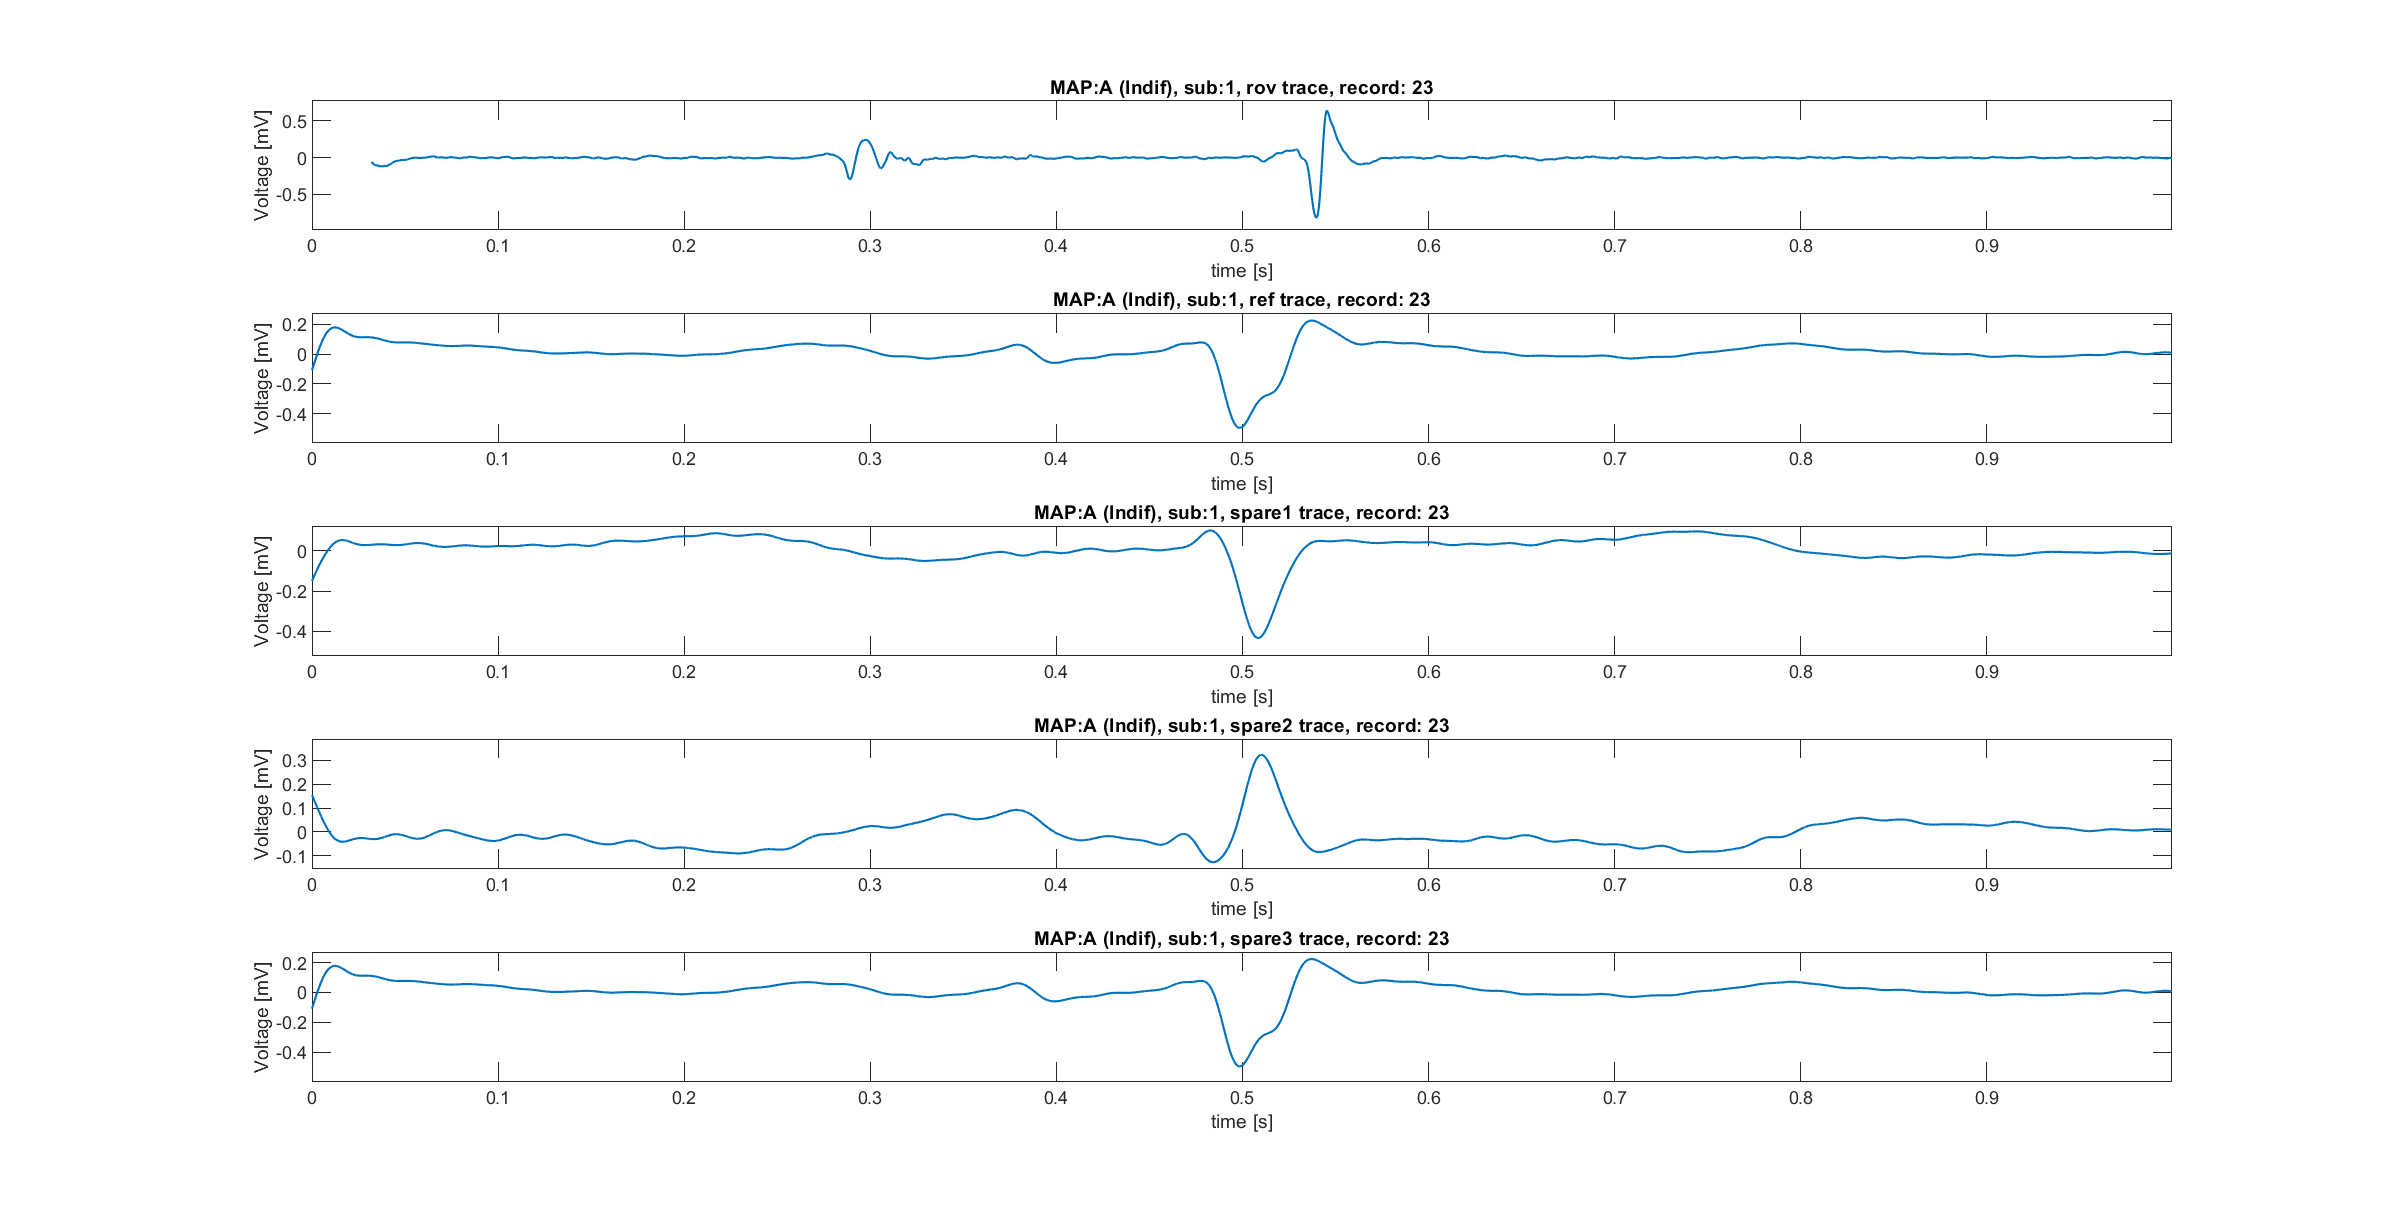 MAP:A (Indif), sub:1, rov trace, record: 23
Voltage [mV]
0.5
0
-0.5
0 0.1 0.2 0.3 0.4 0.5 0.6 0.7 0.8 0.9
time [s]
MAP:A (Indif), sub:1, ref trace, record: 23
Voltage [mV]
0.2
0
-0.2
-0.4
0 0.1 0.2 0.3 0.4 0.5 0.6 0.7 0.8 0.9
time [s]
MAP:A (Indif), sub:1, spare1 trace, record: 23
Voltage [mV]
0
-0.2
-0.4
0 0.1 0.2 0.3 0.4 0.5 0.6 0.7 0.8 0.9
time [s]
MAP:A (Indif), sub:1, spare2 trace, record: 23
Voltage [mV]
0.3
0.2
0.1
0
-0.1
0 0.1 0.2 0.3 0.4 0.5 0.6 0.7 0.8 0.9
time [s]
MAP:A (Indif), sub:1, spare3 trace, record: 23
Voltage [mV]
0.2
0
-0.2
-0.4
0 0.1 0.2 0.3 0.4 0.5 0.6 0.7 0.8 0.9
time [s]